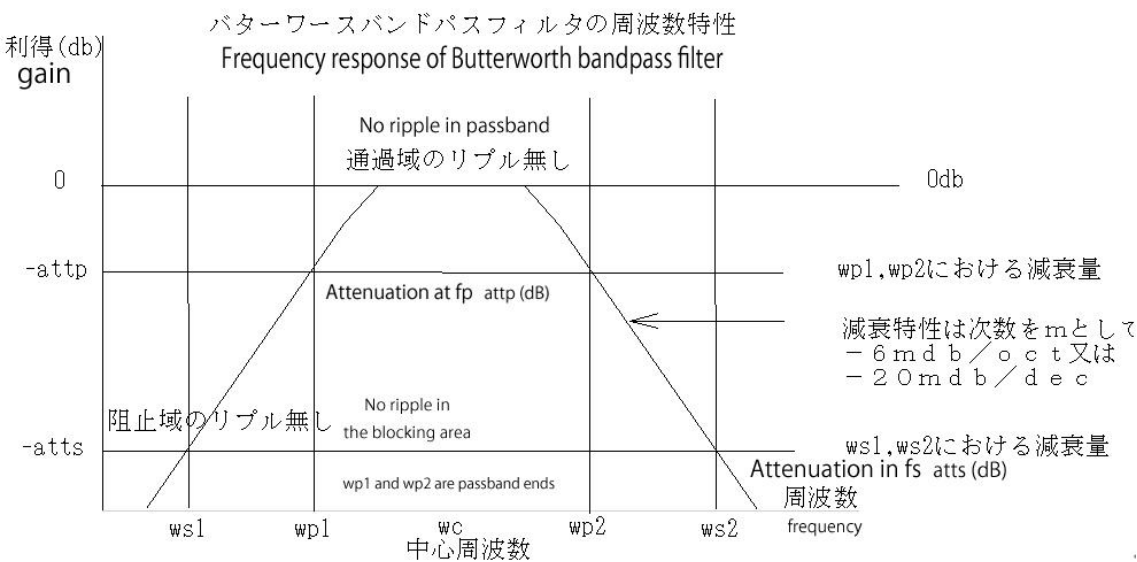 バターワースバンドパスフィルタの周波数特性
利得(db)
gain
Frequency response of Butterworth bandpass filter
No ripple in passband
通過域のリプル無し
0
0db
-attp
wp1,wp2における減衰量
Attenuation at fp attp (dB)
減衰特性は次数をmとして
－６ｍｄｂ／ｏｃｔ又は
－２０ｍｄｂ／ｄｅｃ
No ripple in
the blocking area
阻止域のリプル無し
-atts
ws1,ws2における減衰量
Attenuation in fs atts (dB)
wp1 and wp2 are passband ends
周波数
frequency
ws1
wp1
wc
wp2
ws2
中心周波数